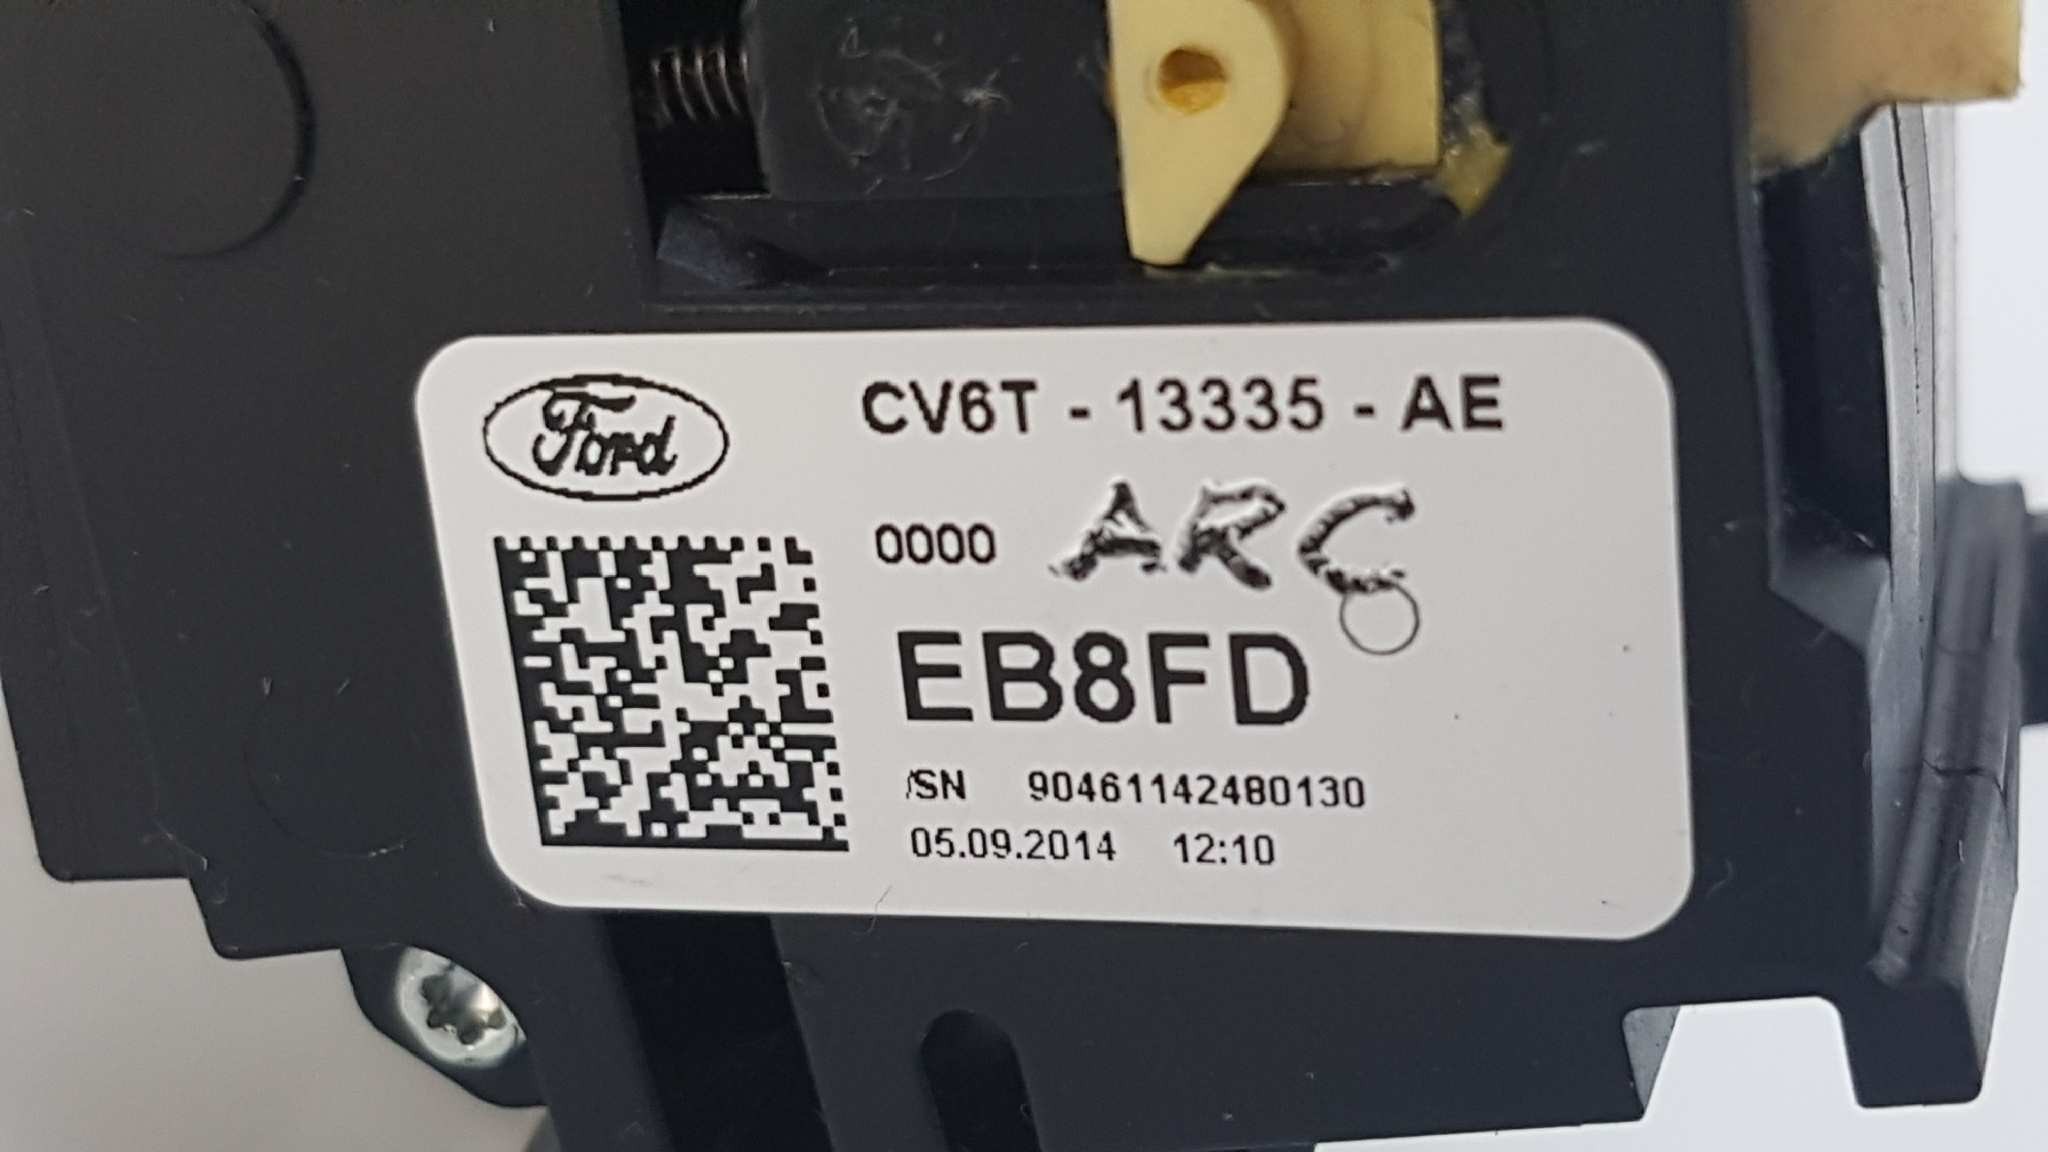 Ford
CV6T - 13335 - AE
0000 ARC
EB8FD
/SN 90461142480130
05.09.2014 12:10